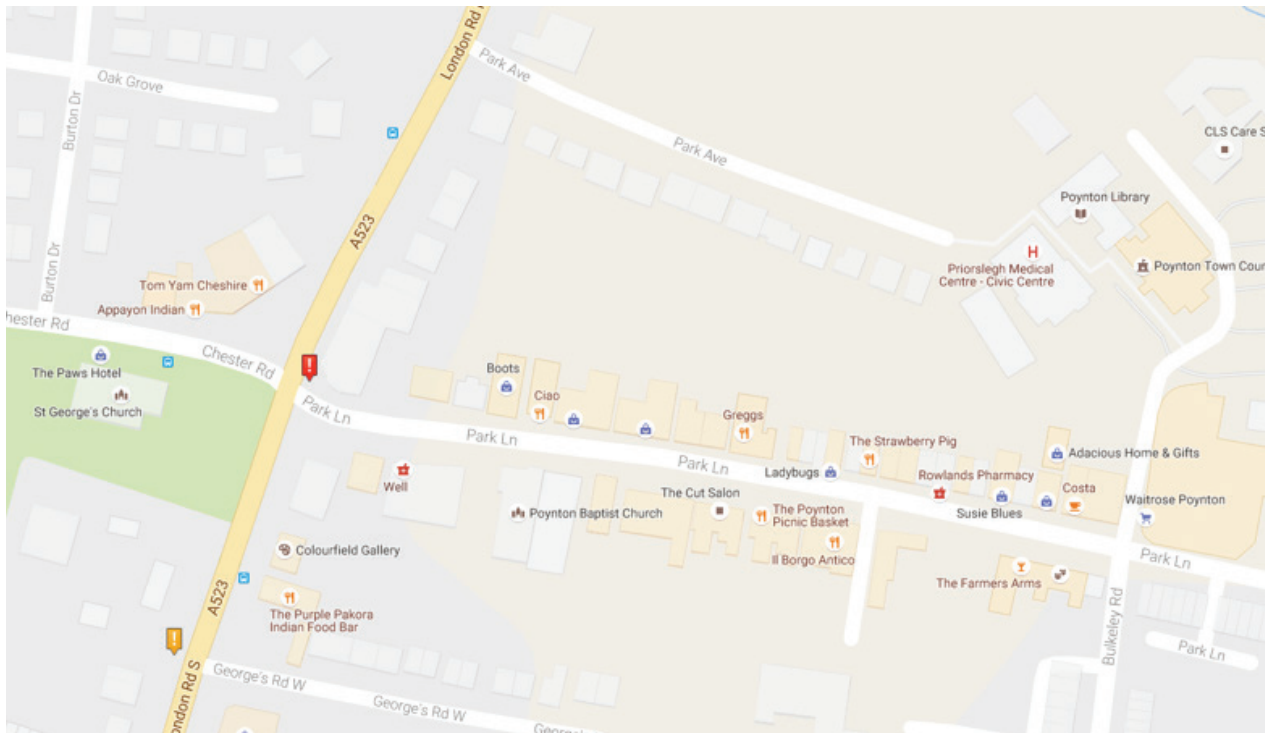 London Rd
Park Ave
Oak Grove
Burton Dr
CLS Care S
Park Ave
Poynton Library
A523
Burton Dr
Tom Yam Cheshire
Priorslegh Medical
Centre - Civic Centre
Poynton Town Cour
Appayon Indian
hester Rd
Chester Rd
The Paws Hotel
Boots
Ciao
St George's Church
Park Ln
Greggs
Park Ln
The Strawberry Pig
Adacious Home & Gifts
Park Ln
Ladybugs
Rowlands Pharmacy
Well
The Cut Salon
Costa
Waitrose Poynton
Poynton Baptist Church
The Poynton
Picnic Basket
Susie Blues
Colourfield Gallery
Il Borgo Antico
Park Ln
The Farmers Arms
A523
The Purple Pakora
Indian Food Bar
Bulkeley Rd
Park Ln
George's Rd W
ondon Rd S
George's Rd W
George's